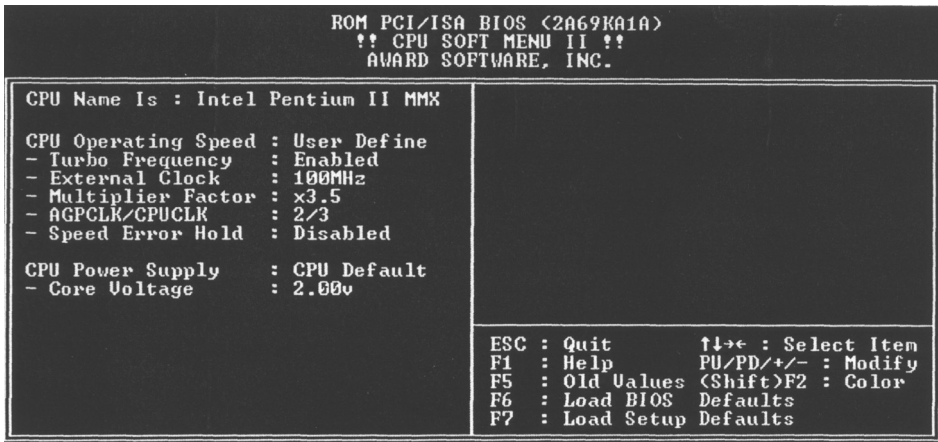 ROM PCI/ISA BIOS (2A69KA1A)
!! CPU SOFT MENU II !!
AWARD SOFTWARE, INC.
CPU Name Is : Intel Pentium II MMX
CPU Operating Speed : User Define
- Turbo Frequency : Enabled
- External Clock : 100MHz
- Multiplier Factor : x3.5
- AGPCLK/CPUCLK : 2/3
- Speed Error Hold : Disabled
CPU Power Supply : CPU Default
- Core Voltage : 2.00v
ESC : Quit ↑↓→← : Select Item
F1 : Help PU/PD/+/- : Modify
F5 : Old Values (Shift)F2 : Color
F6 : Load BIOS Defaults
F7 : Load Setup Defaults